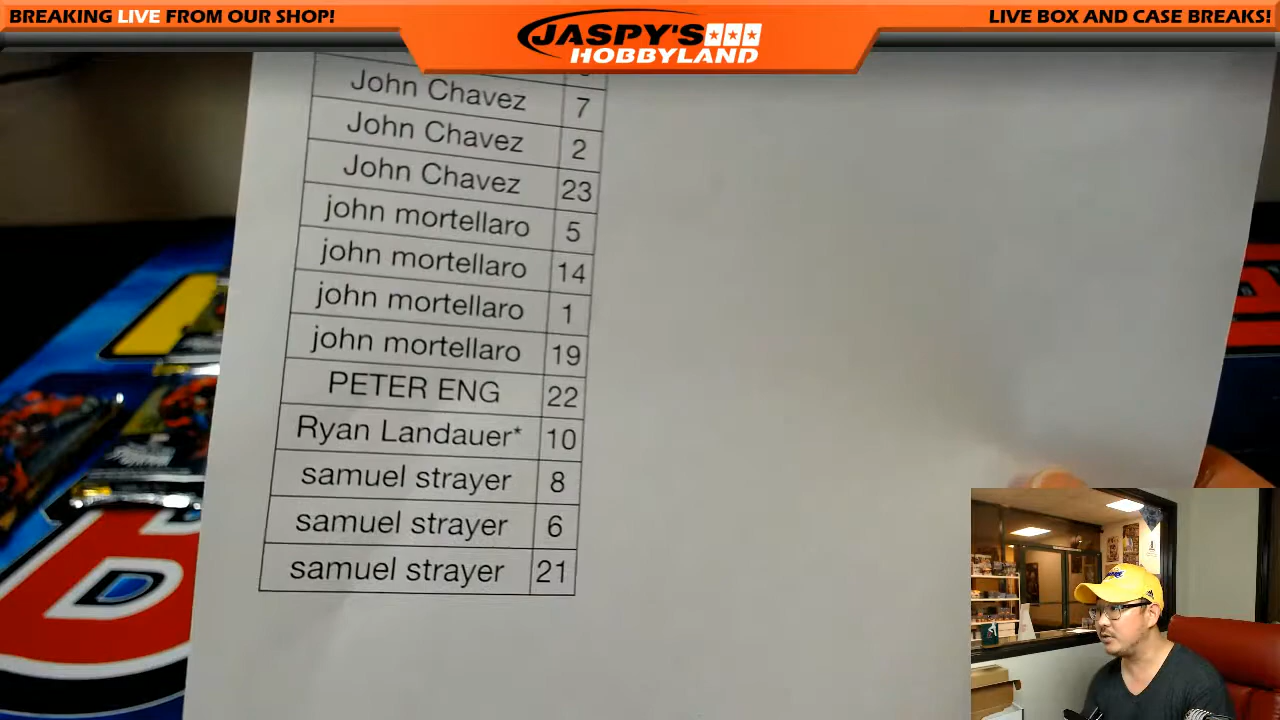 BREAKING LIVE FROM OUR SHOP!
JASPY'S
HOBBYLAND
LIVE BOX AND CASE BREAKS!
John Chavez 7
John Chavez 2
John Chavez 23
john mortellaro 5
john mortellaro 14
john mortellaro 1
john mortellaro 19
PETER ENG 22
Ryan Landauer* 10
samuel strayer 8
samuel strayer 6
samuel strayer 21